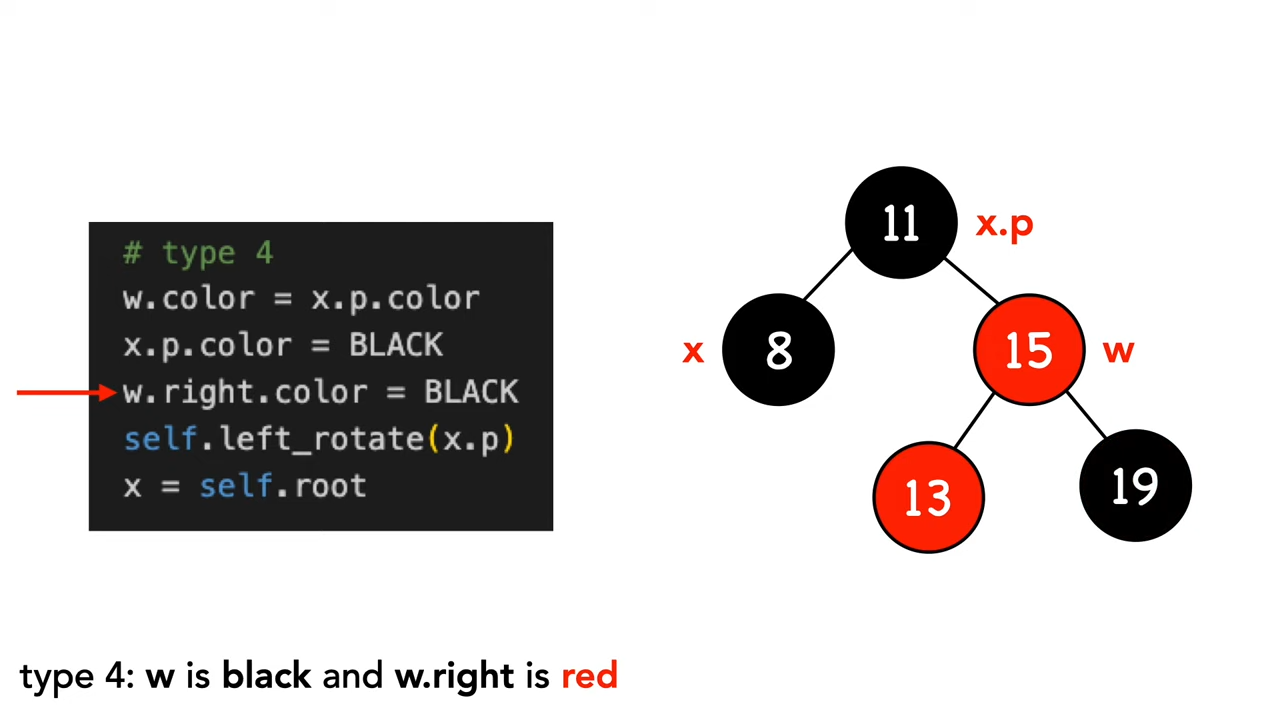 # type 4
w.color = x.p.color
x.p.color = BLACK
w.right.color = BLACK
self.left_rotate(x.p)
x = self.root
11
x.p
x
8
15
w
13
19
type 4: w is black and w.right is red